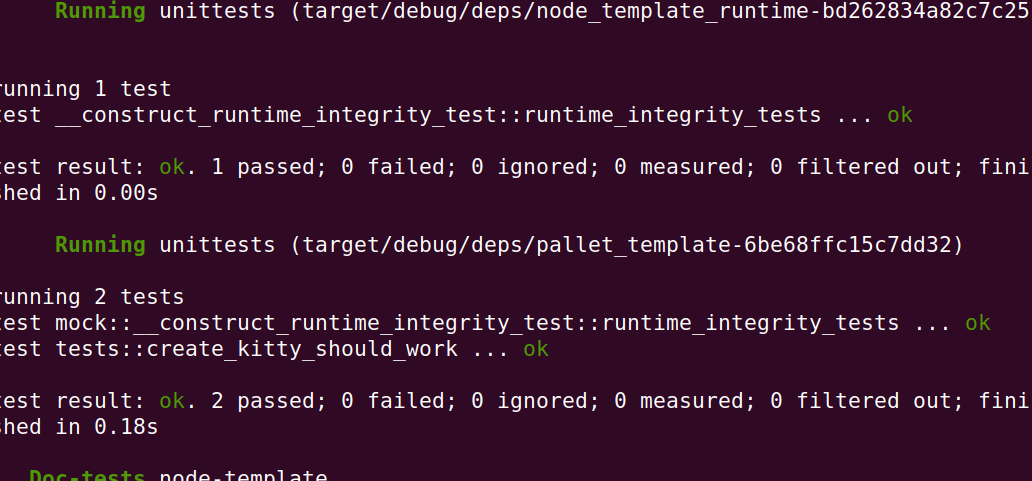 Running unittests (target/debug/deps/node_template_runtime-bd262834a82c7c25
running 1 test
test __construct_runtime_integrity_test::runtime_integrity_tests ... ok
test result: ok. 1 passed; 0 failed; 0 ignored; 0 measured; 0 filtered out; fini
shed in 0.00s
Running unittests (target/debug/deps/pallet_template-6be68ffc15c7dd32)
running 2 tests
test mock::__construct_runtime_integrity_test::runtime_integrity_tests ... ok
test tests::create_kitty_should_work ... ok
test result: ok. 2 passed; 0 failed; 0 ignored; 0 measured; 0 filtered out; fini
shed in 0.18s
Doc-tests node-template